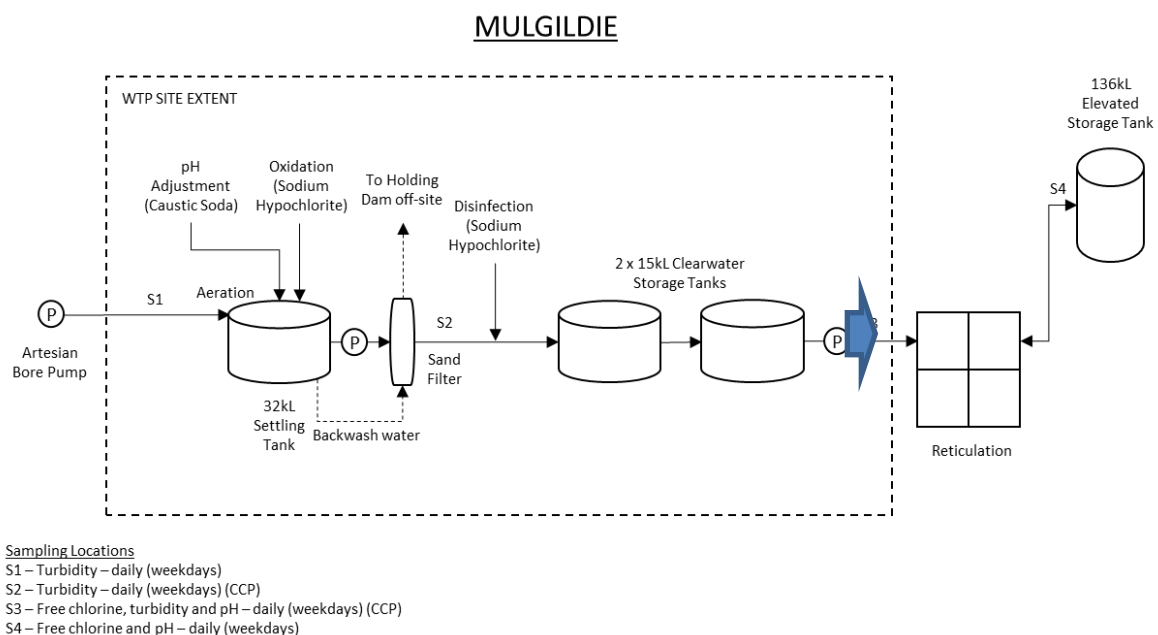 MULGILDIE
WTP SITE EXTENT
136kL
Elevated
Storage Tank
pH
Adjustment
(Caustic Soda)
Oxidation
(Sodium
Hypochlorite)
To Holding
Dam off-site
Disinfection
(Sodium
Hypochlorite)
2 x 15kL Clearwater
Storage Tanks
S4
S1
Aeration
P
Artesian
Bore Pump
P
S2
Sand
Filter
P
32kL
Settling
Tank
Backwash water
Reticulation
Sampling Locations
S1 – Turbidity – daily (weekdays)
S2 – Turbidity – daily (weekdays) (CCP)
S3 – Free chlorine, turbidity and pH – daily (weekdays) (CCP)
S4 – Free chlorine and pH – daily (weekdays)